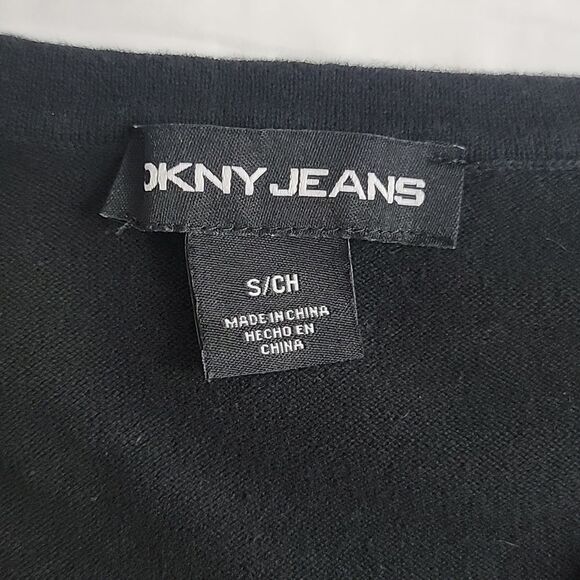 DKNY JEANS
S/CH
MADE IN CHINA
HECHO EN
CHINA